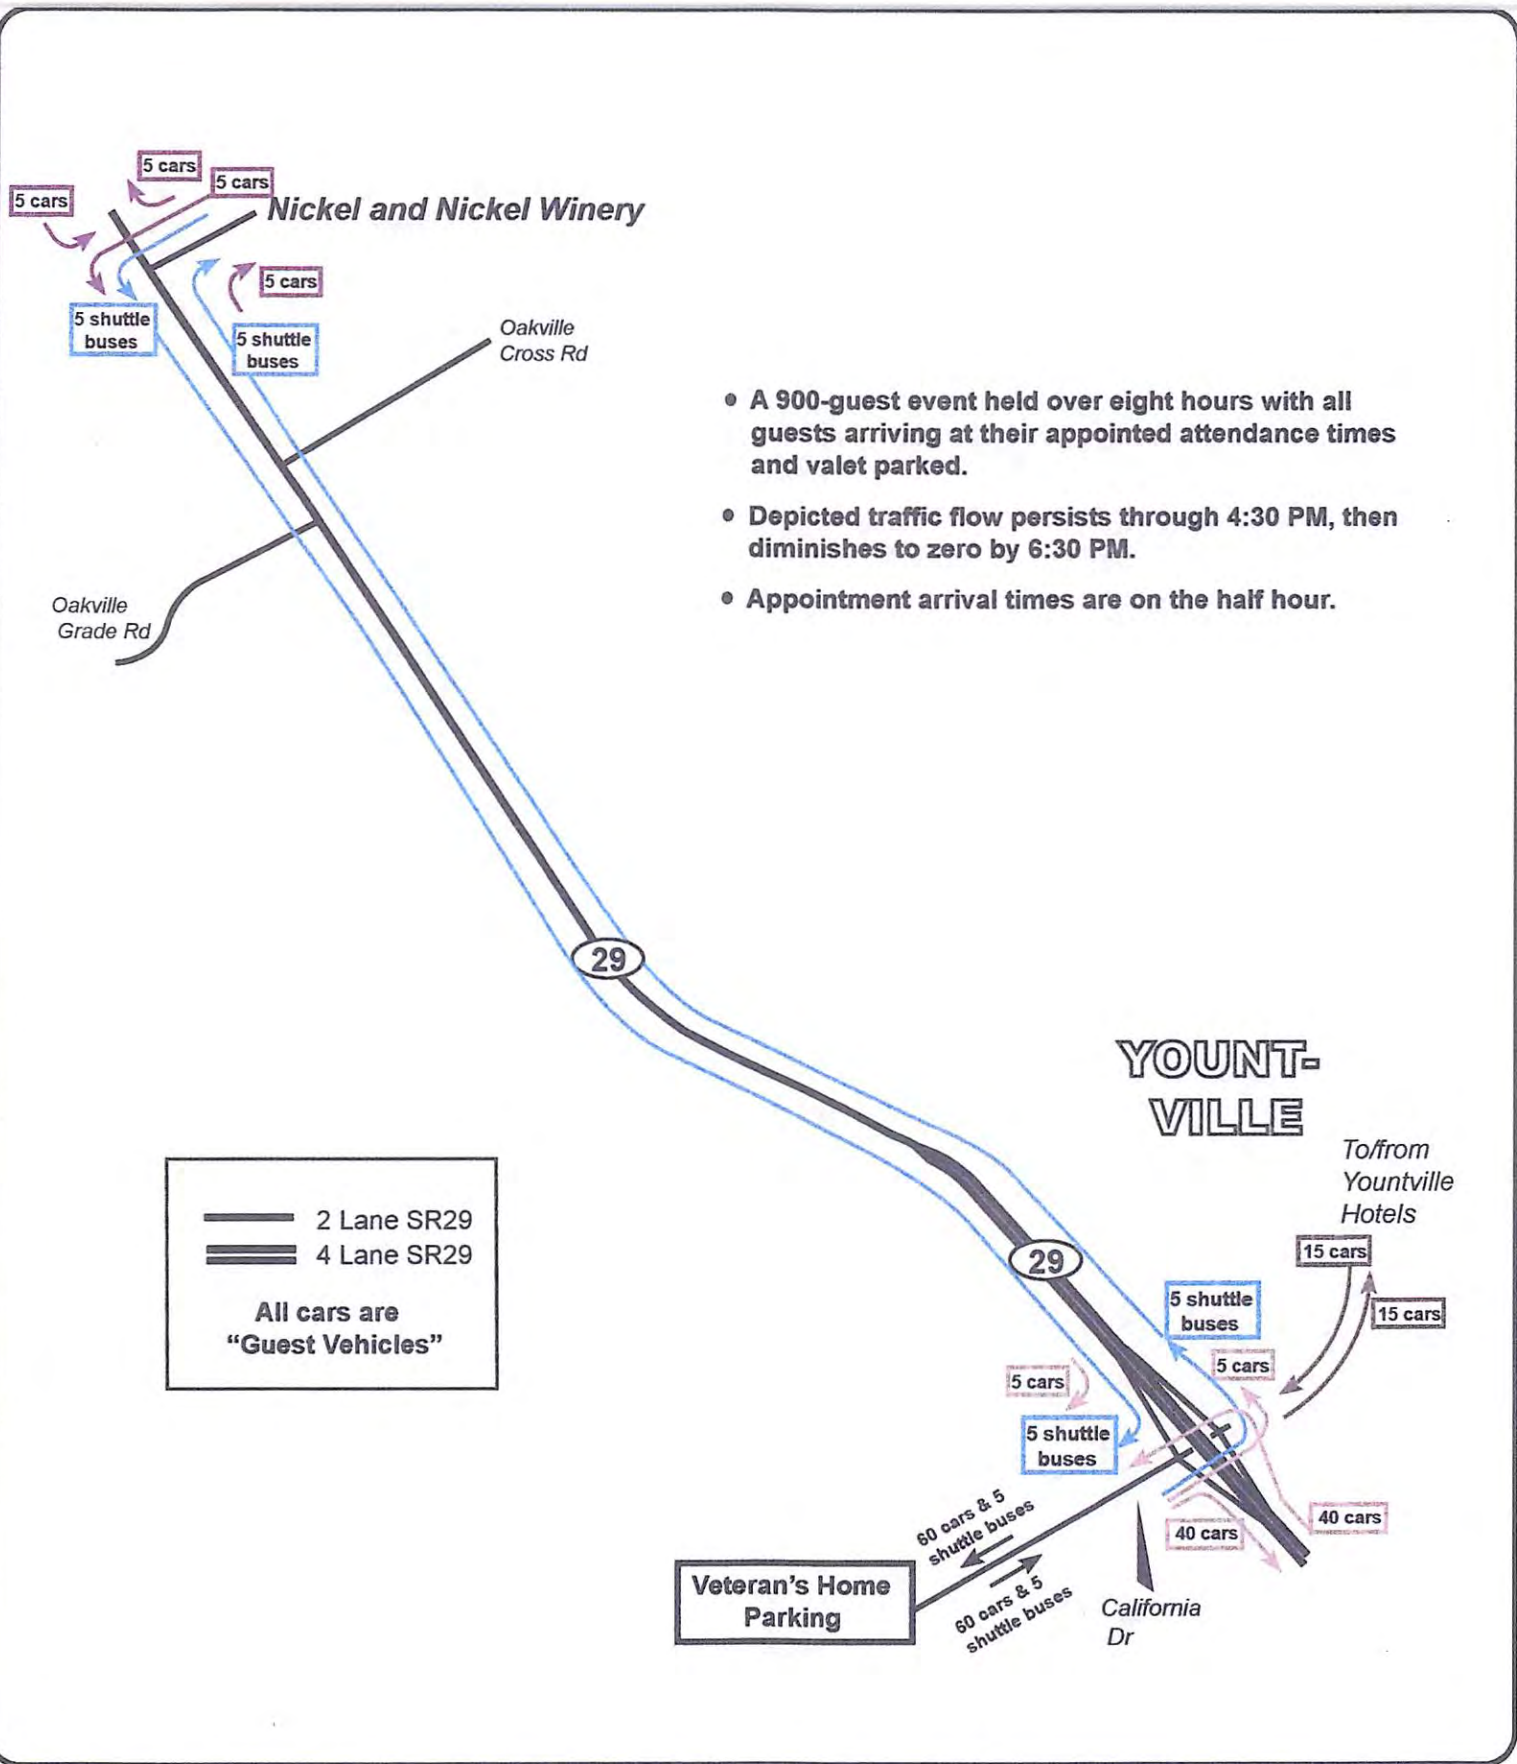 5 cars
5 cars
5 cars
Nickel and Nickel Winery
5 cars
5 shuttle
buses
5 shuttle
buses
Oakville
Cross Rd
• A 900-guest event held over eight hours with all
guests arriving at their appointed attendance times
and valet parked.
• Depicted traffic flow persists through 4:30 PM, then
diminishes to zero by 6:30 PM.
• Appointment arrival times are on the half hour.
Oakville
Grade Rd
29
YOUNT-
VILLE
To/from
Yountville
Hotels
2 Lane SR29
4 Lane SR29
All cars are
“Guest Vehicles”
29
15 cars
15 cars
5 shuttle
buses
5 cars
5 cars
5 shuttle
buses
40 cars
40 cars
60 cars & 5
shuttle buses
60 cars & 5
shuttle buses
Veteran’s Home
Parking
California
Dr